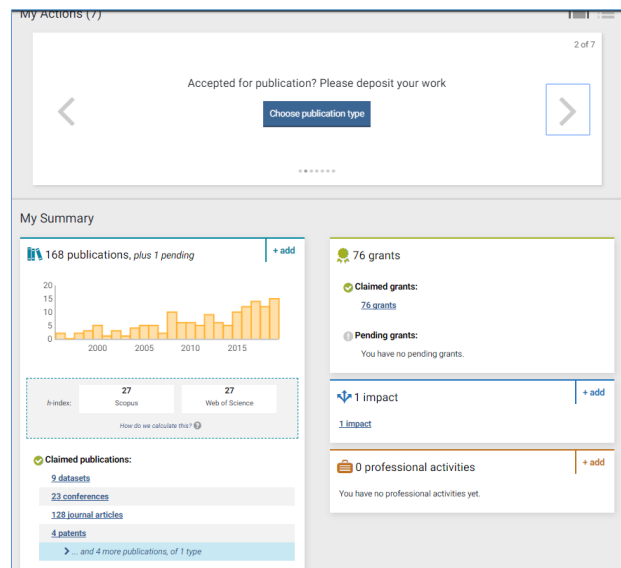 My Actions (7)
2 of 7
Accepted for publication? Please deposit your work
Choose publication type
My Summary
168 publications, plus 1 pending
+ add
20
15
10
5
0
2000 2005 2010 2015
h-index:
27
Scopus
27
Web of Science
How do we calculate this? ?
Claimed publications:
9 datasets
23 conferences
128 journal articles
4 patents
... and 4 more publications, of 1 type
76 grants
Claimed grants:
76 grants
Pending grants:
You have no pending grants.
1 impact
+ add
1 impact
0 professional activities
+ add
You have no professional activities yet.